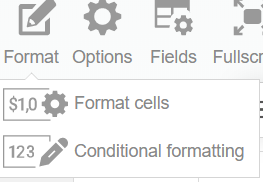 Format Options Fields Fullscr
$1,0 Format cells
123 Conditional formatting